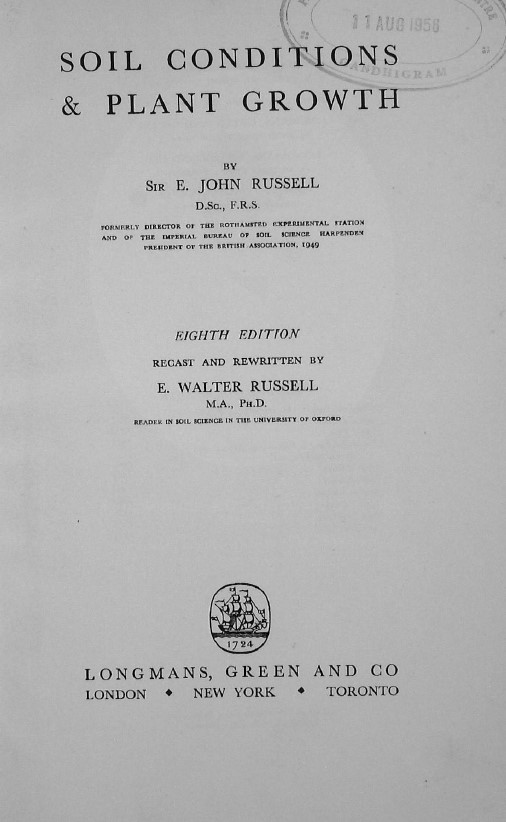 11 AUG 1956
GANDHIGRAM
SOIL CONDITIONS
& PLANT GROWTH
BY
SIR E. JOHN RUSSELL
D.Sc., F.R.S.
FORMERLY DIRECTOR OF THE ROTHAMSTED EXPERIMENTAL STATION
AND OF THE IMPERIAL BUREAU OF SOIL SCIENCE HARPENDEN
PRESIDENT OF THE BRITISH ASSOCIATION, 1949
EIGHTH EDITION
RECAST AND REWRITTEN BY
E. WALTER RUSSELL
M.A., PH.D.
READER IN SOIL SCIENCE IN THE UNIVERSITY OF OXFORD
1724
LONGMANS, GREEN AND CO
LONDON ◆ NEW YORK ◆ TORONTO